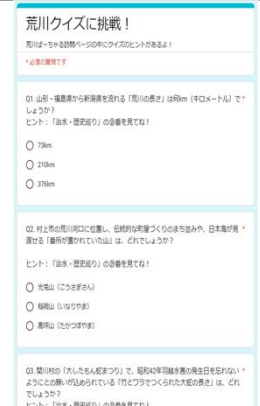 荒川クイズに挑戦！
荒川ばーちゃる訪問ページの中にクイズのヒントがあるよ！
* 必須の質問です
Q1. 山形・福島県から新潟県を流れる「荒川の長さ」は何km（キロメートル）で *
しょうか？
ヒント：「治水・歴史巡り」の③番を見てね！
73km
210km
376km
Q2. 村上市の荒川河口に位置し、伝統的な町屋づくりのまち並みや、日本海が見 *
渡せる「番所が置かれていた山」は、どれでしょうか？
ヒント：「治水・歴史巡り」の③番を見てね！
光兎山（こうさぎさん）
稲荷山（いなりやま）
高坪山（たかつぼやま）
Q3. 関川村の「大したもん蛇まつり」で、昭和42年羽越水害の発生日を忘れない *
ようにとの願いが込められている「竹とワラでつくられた大蛇の長さ」は、どれ
でしょうか？